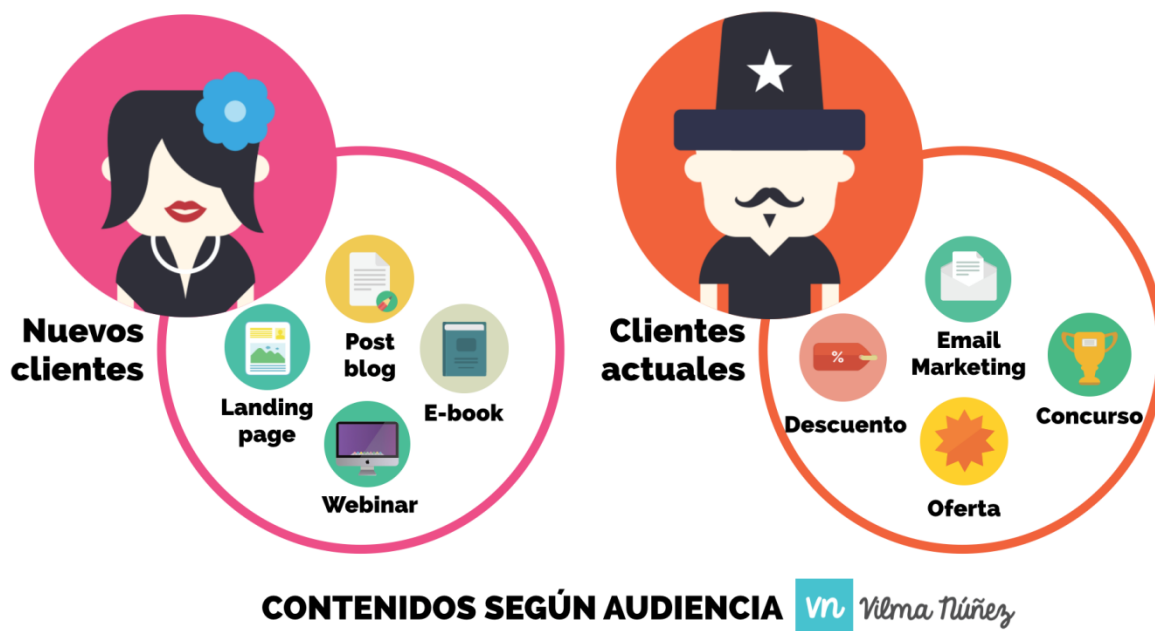 Nuevos
clientes
Post
blog
Landing
page
E-book
Webinar
Clientes
actuales
%
Email
Marketing
Descuento
Concurso
Oferta
CONTENIDOS SEGÚN AUDIENCIA
vn
Vilma Núñez